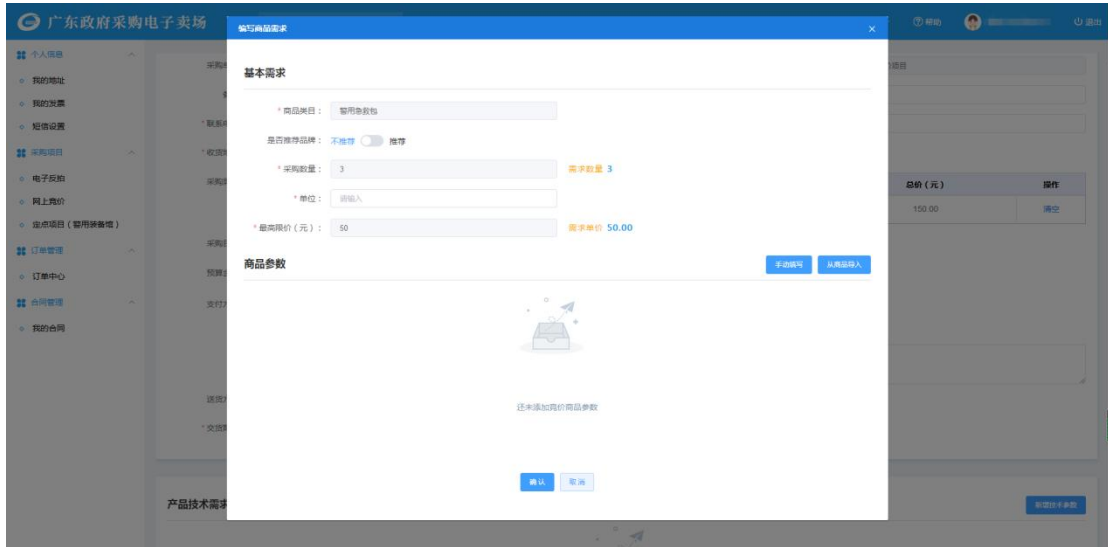 广东政府采购电子卖场
编写商品需求
×
帮助
退出
个人信息
我的地址
我的发票
短信设置
采购项目
电子反拍
网上竞价
定点项目（警用装备馆）
订单管理
订单中心
合同管理
我的合同
基本需求
* 商品类目： 警用急救包
是否推荐品牌： 不推荐 推荐
* 采购数量： 3 需求数量 3
* 单位： 请输入
* 最高限价（元）： 50 需求单价 50.00
商品参数 手动编写 从商品导入
还未添加竞价商品参数
确认 取消
总价（元） 操作
150.00 清空
产品技术需求
新增技术参数